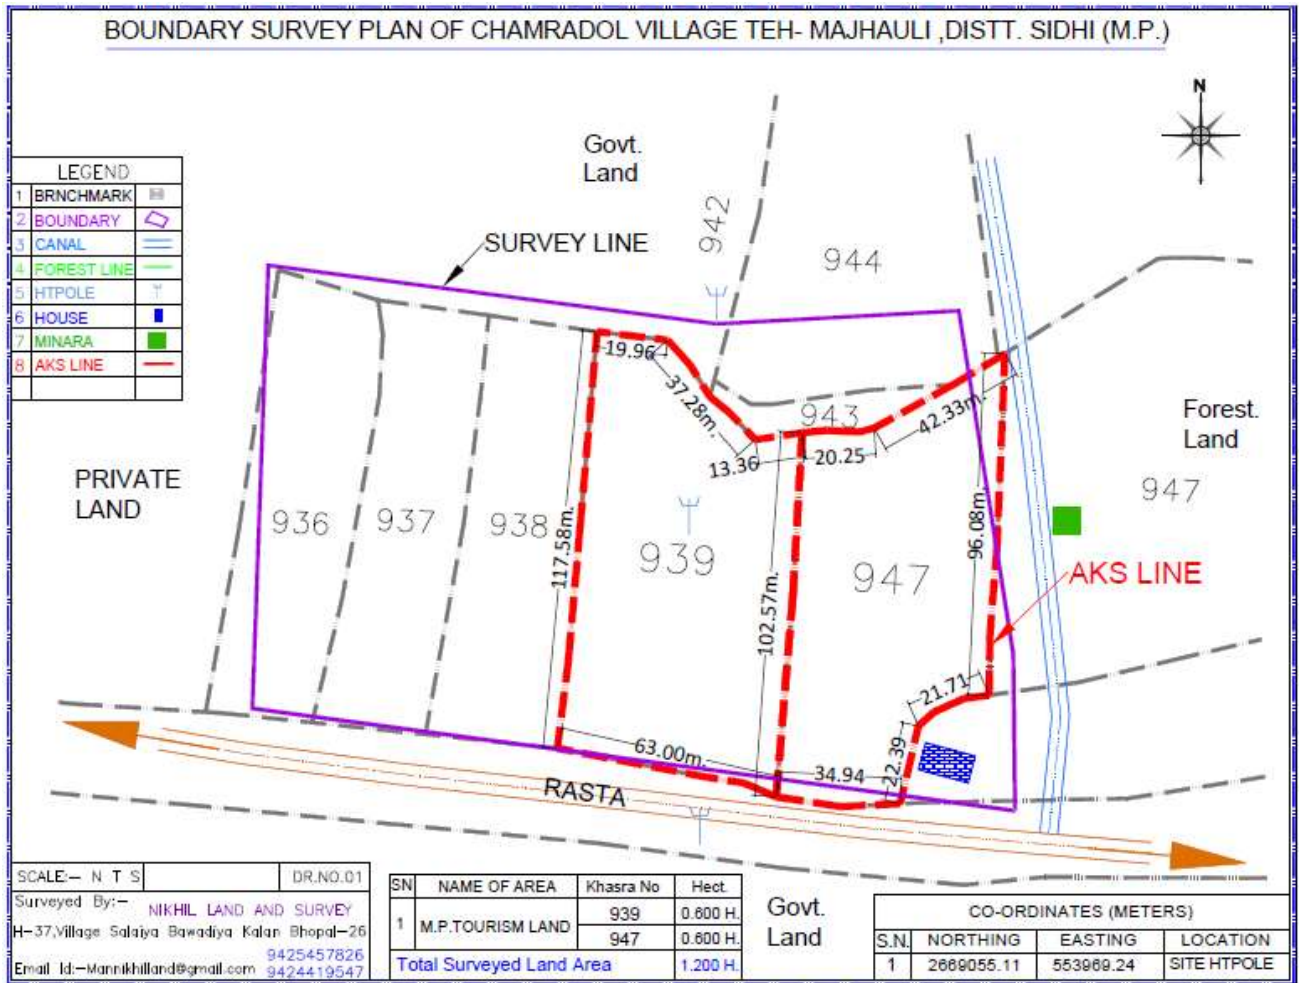 BOUNDARY SURVEY PLAN OF CHAMRADOL VILLAGE TEH- MAJHAULI ,DISTT. SIDHI (M.P.)
N
LEGEND
1 BRNCHMARK
2 BOUNDARY
3 CANAL
4 FOREST LINE
5 HTPOLE
6 HOUSE
7 MINARA
8 AKS LINE
Govt.
Land
942
SURVEY LINE
944
19.96
37.28m.
943
42.33m.
13.36
20.25
Forest.
Land
PRIVATE
LAND
936
937
938
117.58m.
939
102.57m.
947
96.08m.
947
AKS LINE
21.71
22.39
63.00m.
34.94
RASTA
SCALE:- N T S
DR.NO.01
Surveyed By:-
NIKHIL LAND AND SURVEY
H-37,Village Salaiya Bawadiya Kalan Bhopal-26
9425457826
Email Id:-Mannikhilland@gmail.com 9424419547
SN NAME OF AREA Khasra No Hect.
1 M.P.TOURISM LAND 939 0.600 H.
947 0.600 H.
Total Surveyed Land Area 1.200 H.
Govt.
Land
CO-ORDINATES (METERS)
S.N. NORTHING EASTING LOCATION
1 2669055.11 553969.24 SITE HTPOLE